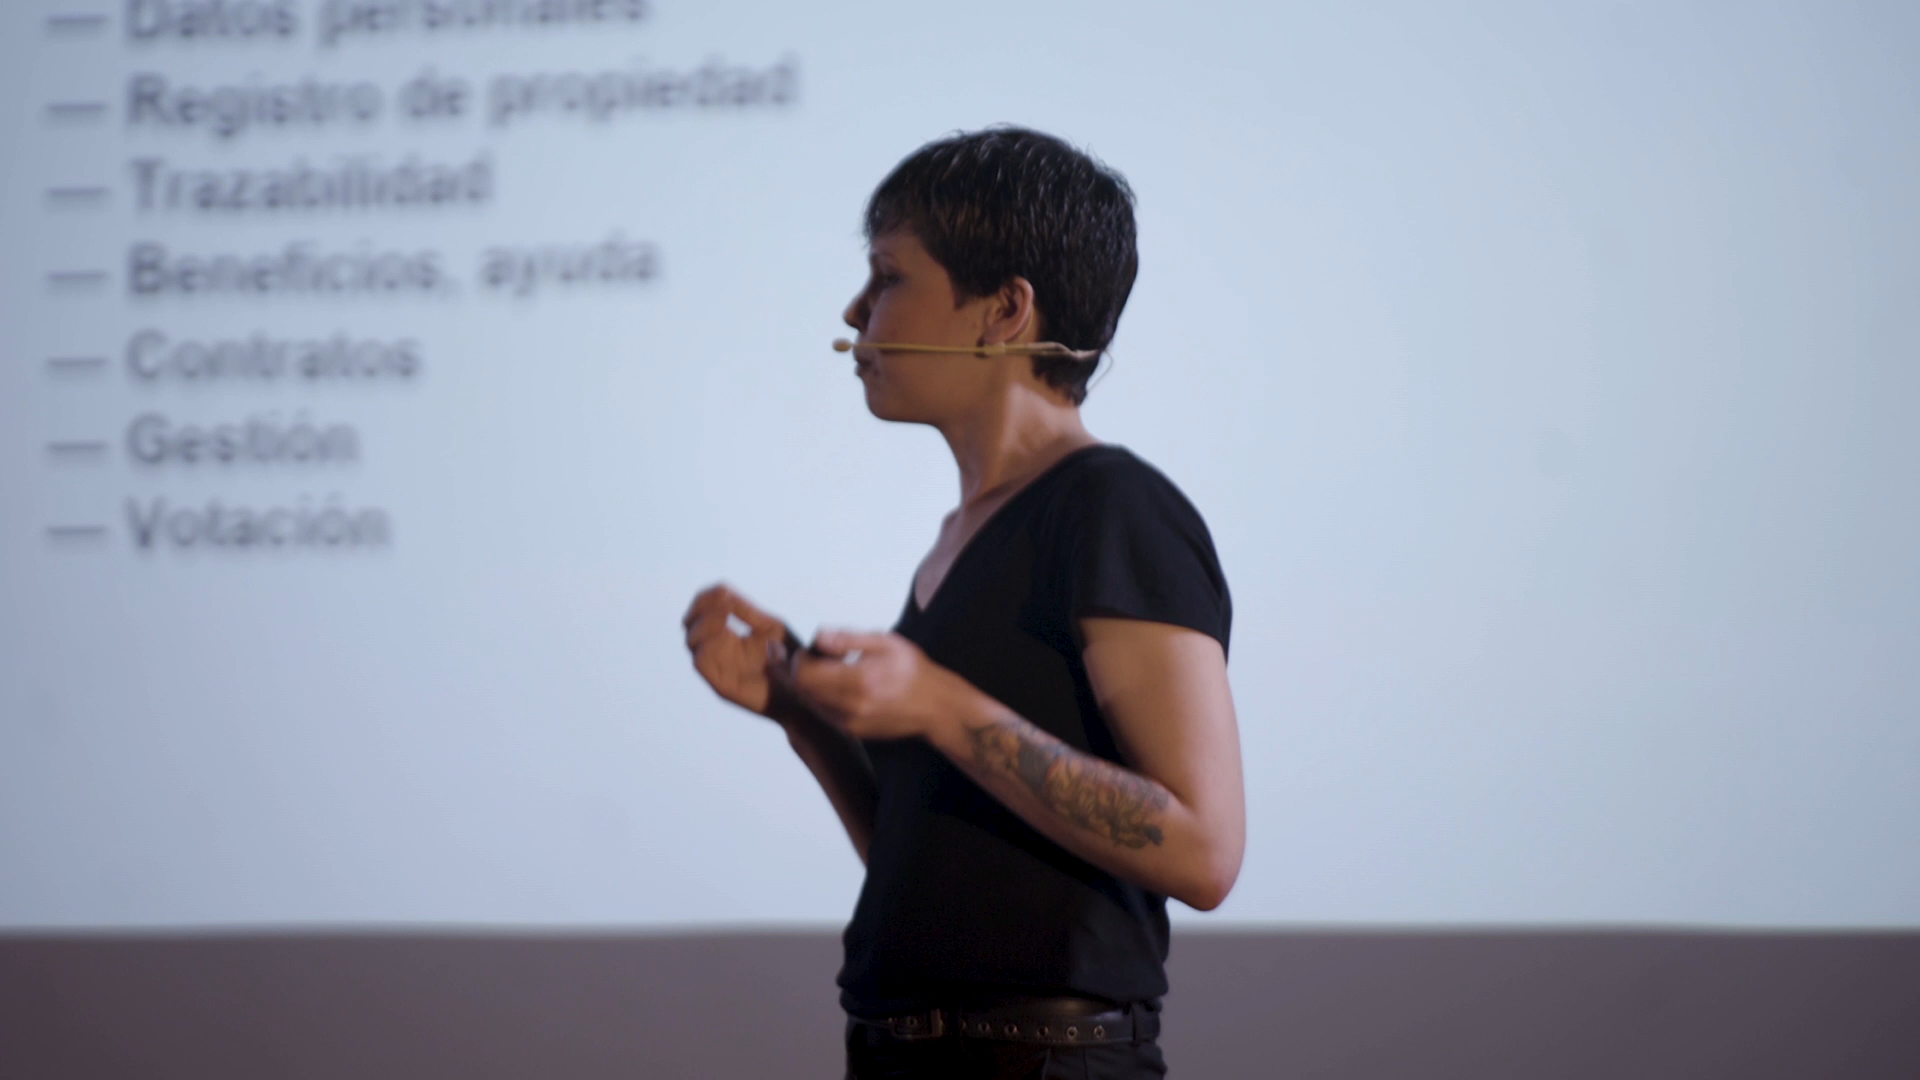 — Datos personales
— Registro de propiedad
— Trazabilidad
— Beneficios, ayuda
— Contratos
— Gestión
— Votación